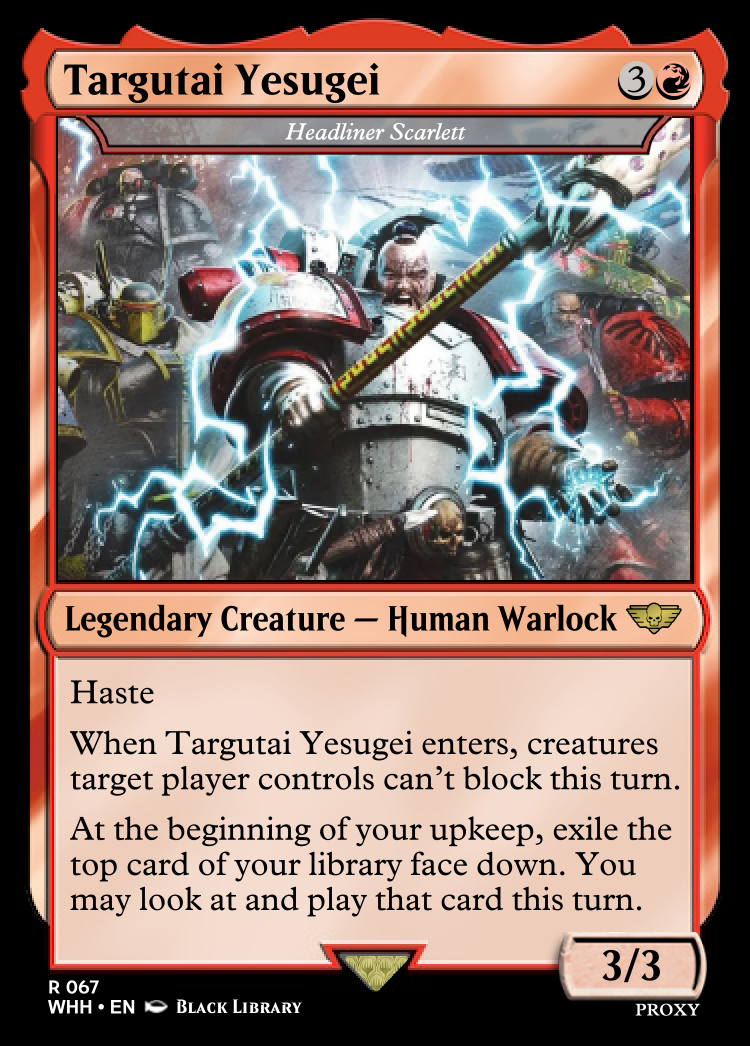 Targutai Yesugei 3
Headliner Scarlett
Legendary Creature — Human Warlock
Haste
When Targutai Yesugei enters, creatures
target player controls can't block this turn.
At the beginning of your upkeep, exile the
top card of your library face down. You
may look at and play that card this turn.
3/3
R 067
WHH • EN BLACK LIBRARY
PROXY